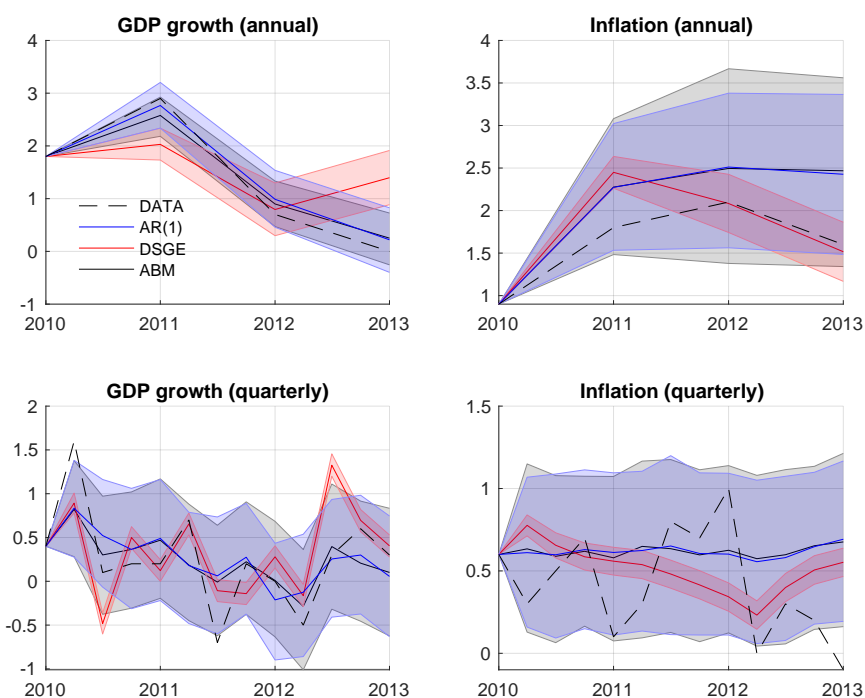 GDP growth (annual)
4
3
2
1
0
-1
2010 2011 2012 2013
DATA
AR(1)
DSGE
ABM
Inflation (annual)
4
3.5
3
2.5
2
1.5
1
2010 2011 2012 2013
GDP growth (quarterly)
2
1.5
1
0.5
0
-0.5
-1
2010 2011 2012 2013
Inflation (quarterly)
1.5
1
0.5
0
2010 2011 2012 2013